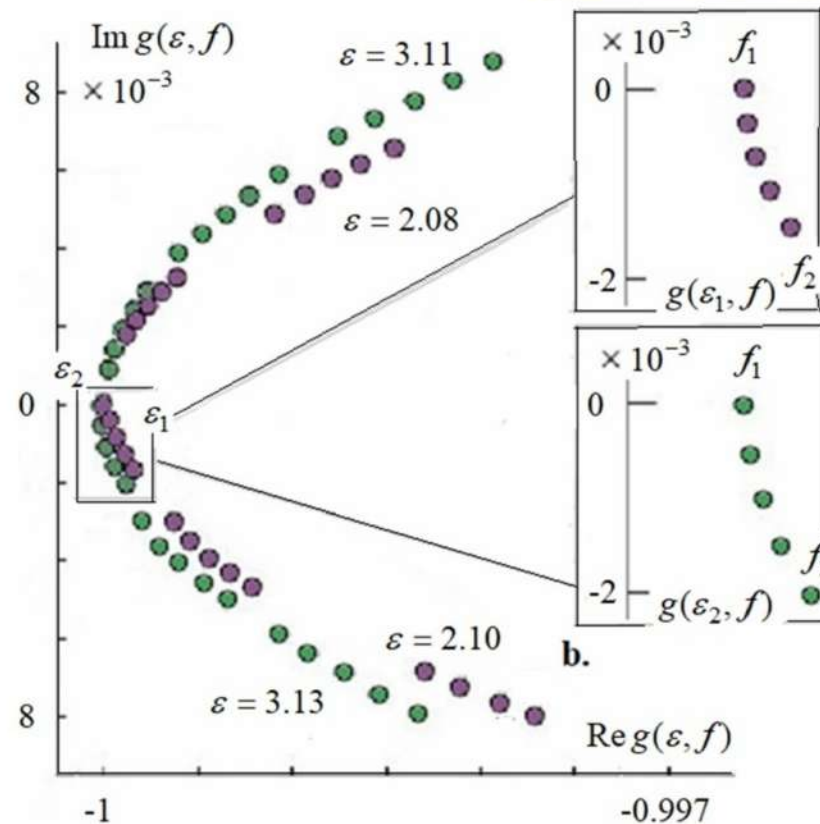 Im g(ε, f)
8
× 10⁻³
ε = 3.11
ε = 2.08
ε₂
0
ε₁
ε = 2.10
ε = 3.13
8
Re g(ε, f)
-1
-0.997
× 10⁻³
f₁
0
-2
g(ε₁, f)
f₂
× 10⁻³
f₁
0
f
-2
g(ε₂, f)
b.